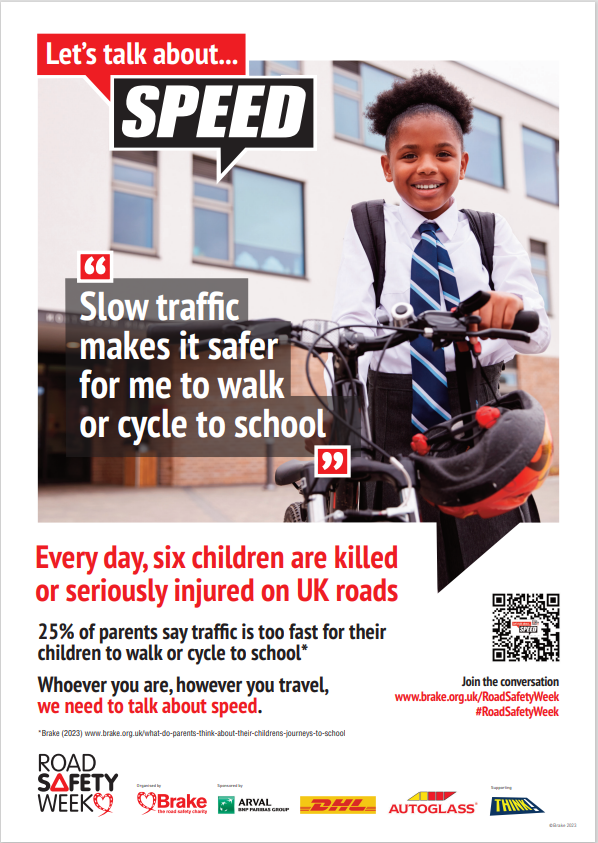 Let's talk about...
SPEED
“
Slow traffic
makes it safer
for me to walk
or cycle to school
”
Every day, six children are killed
or seriously injured on UK roads
SPEED
25% of parents say traffic is too fast for their
children to walk or cycle to school*
Whoever you are, however you travel,
we need to talk about speed.
Join the conversation
www.brake.org.uk/RoadSafetyWeek
#RoadSafetyWeek
*Brake (2023) www.brake.org.uk/what-do-parents-think-about-their-childrens-journeys-to-school
ROAD
SAFETY
WEEK
Organised by
Brake
the road safety charity
Sponsored by
ARVAL
BNP PARIBAS GROUP
DHL
AUTOGLASS®
Supporting
THINK!
©Brake 2023